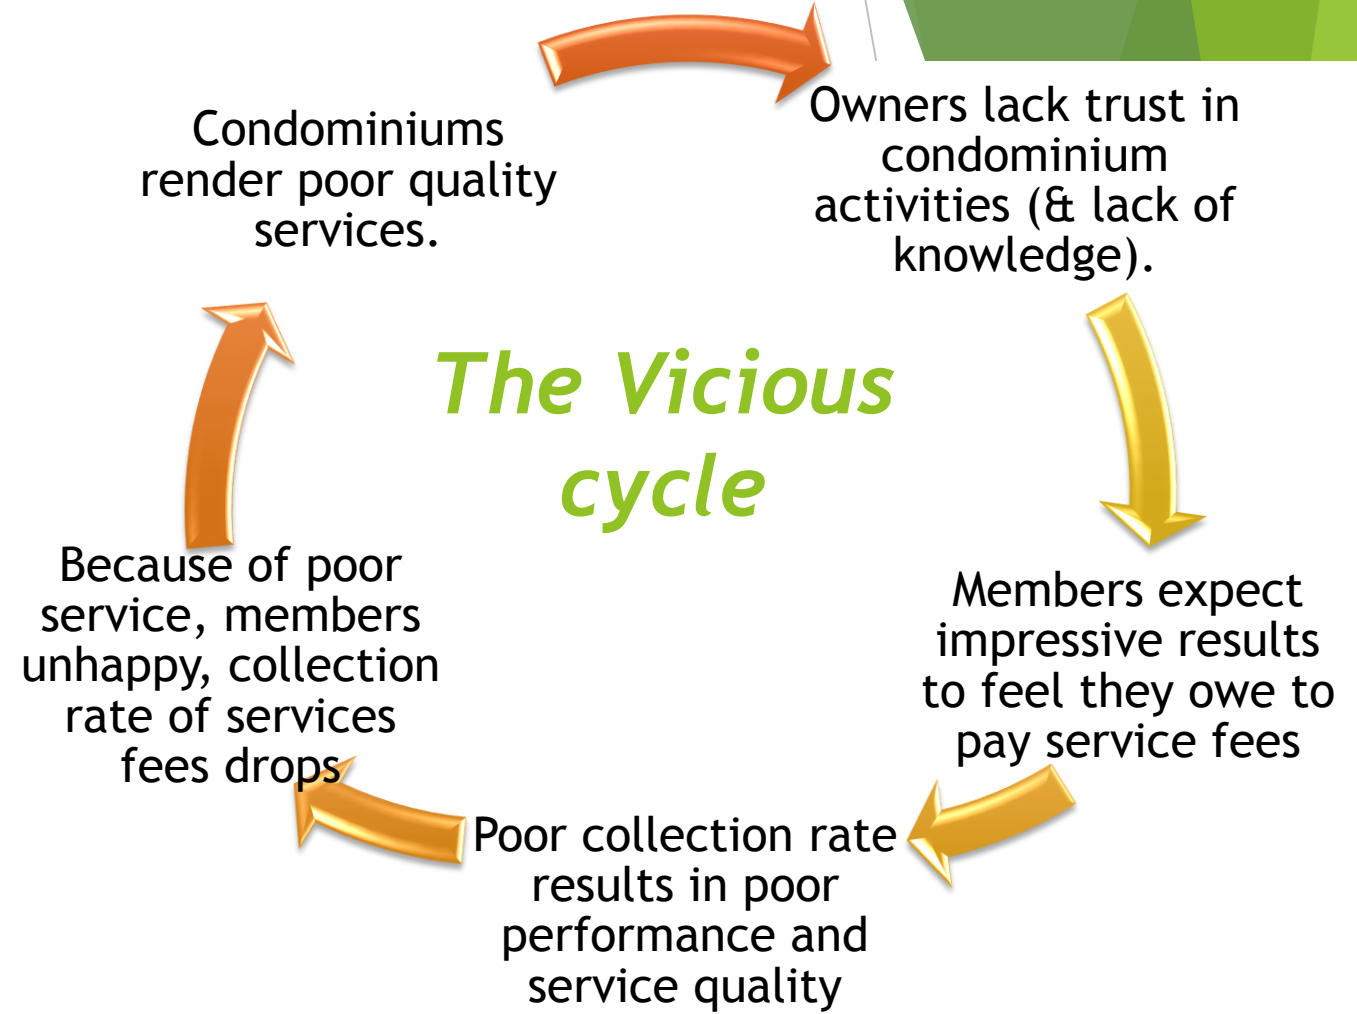 Condominiums
render poor quality
services.
Owners lack trust in
condominium
activities (& lack of
knowledge).
The Vicious
cycle
Members expect
impressive results
to feel they owe to
pay service fees
Poor collection rate
results in poor
performance and
service quality
Because of poor
service, members
unhappy, collection
rate of services
fees drops